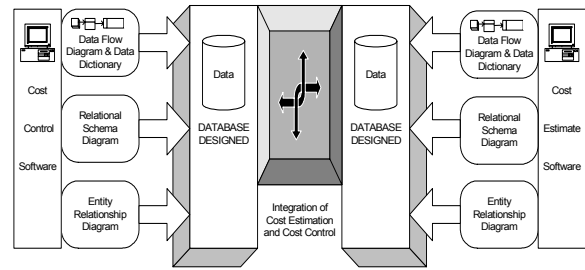 Cost
Control
Software
Data Flow
Diagram & Data
Dictionary
Relational
Schema
Diagram
Entity
Relationship
Diagram
Data
DATABASE
DESIGNED
Integration of
Cost Estimation
and Cost Control
Data
DATABASE
DESIGNED
Data Flow
Diagram & Data
Dictionary
Relational
Schema
Diagram
Entity
Relationship
Diagram
Cost
Estimate
Software